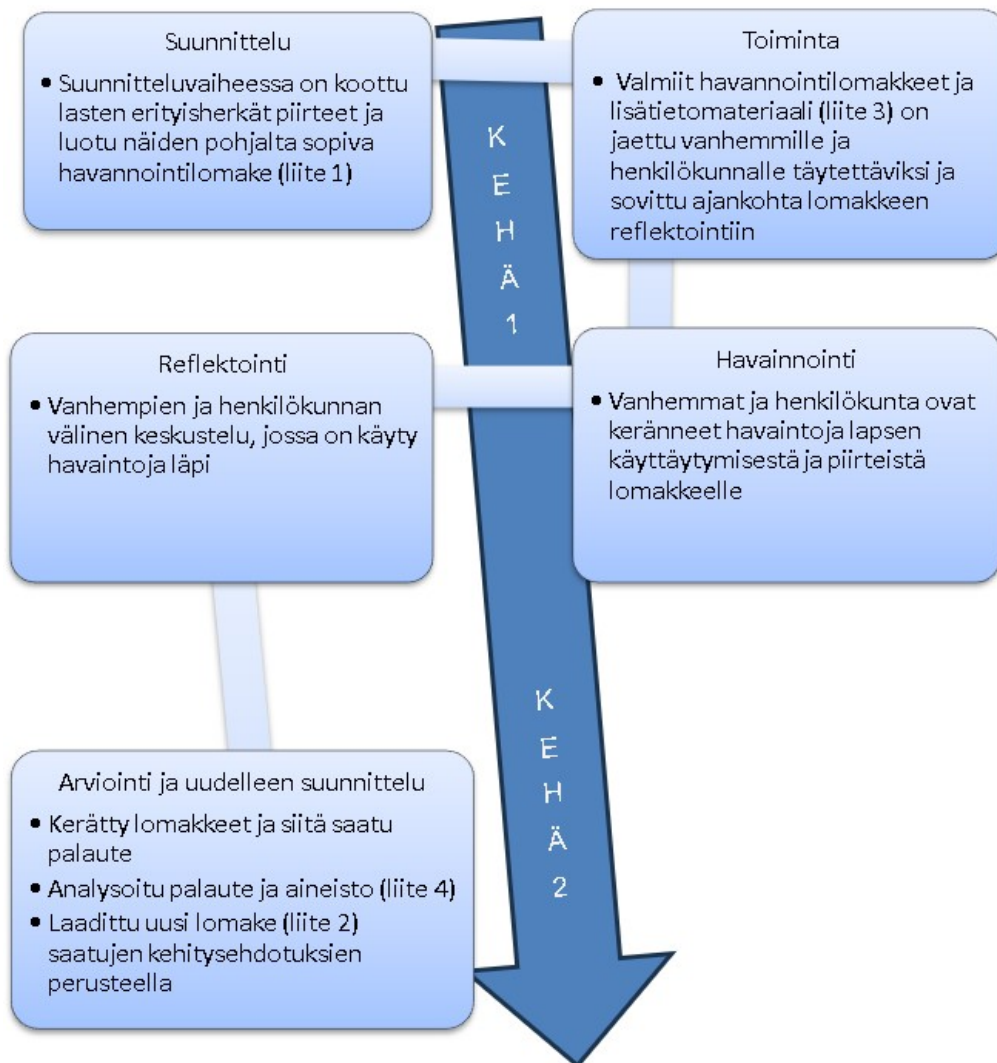 Suunnittelu
• Suunnitteluvaiheessa on koottu
lasten erityisherkät piirteet ja
luotu näiden pohjalta sopiva
havannointilomake (liite 1)
Toiminta
• Valmiit havannointilomakkeet ja
lisätietomateriaali (liite 3) on
jaettu vanhemmille ja
henkilökunnalle täytettäviksi ja
sovittu ajankohta lomakkeen
reflektointiin
K
E
H
Ä
1
Reflektointi
• Vanhempien ja henkilökunnan
välinen keskustelu, jossa on käyty
havaintoja läpi
Havainnointi
• Vanhemmat ja henkilökunta ovat
keränneet havaintoja lapsen
käyttäytymisestä ja piirteistä
lomakkeelle
K
E
H
Ä
2
Arviointi ja uudelleen suunnittelu
• Kerätty lomakkeet ja siitä saatu
palaute
• Analysoitu palaute ja aineisto (liite 4)
• Laadittu uusi lomake (liite 2)
saatujen kehitysehdotuksien
perusteella